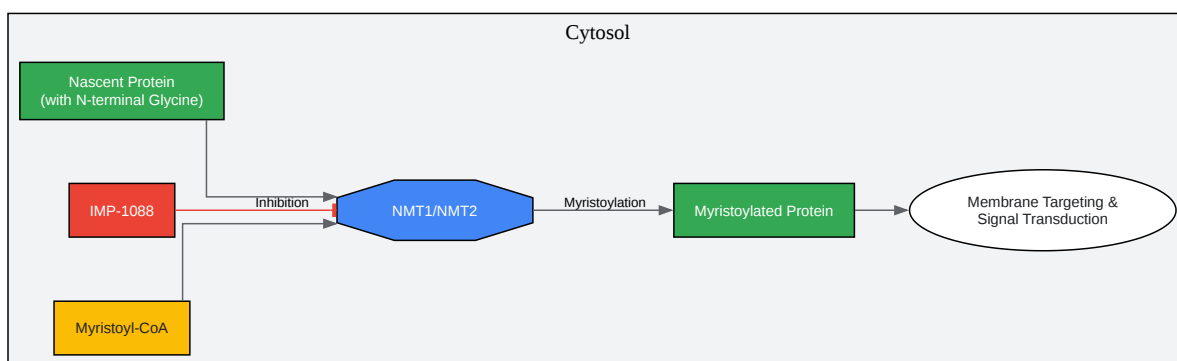 Cytosol
Nascent Protein
(with N-terminal Glycine)
IMP-1088
Inhibition
NMT1/NMT2
Myristoylation
Myristoylated Protein
Membrane Targeting &
Signal Transduction
Myristoyl-CoA